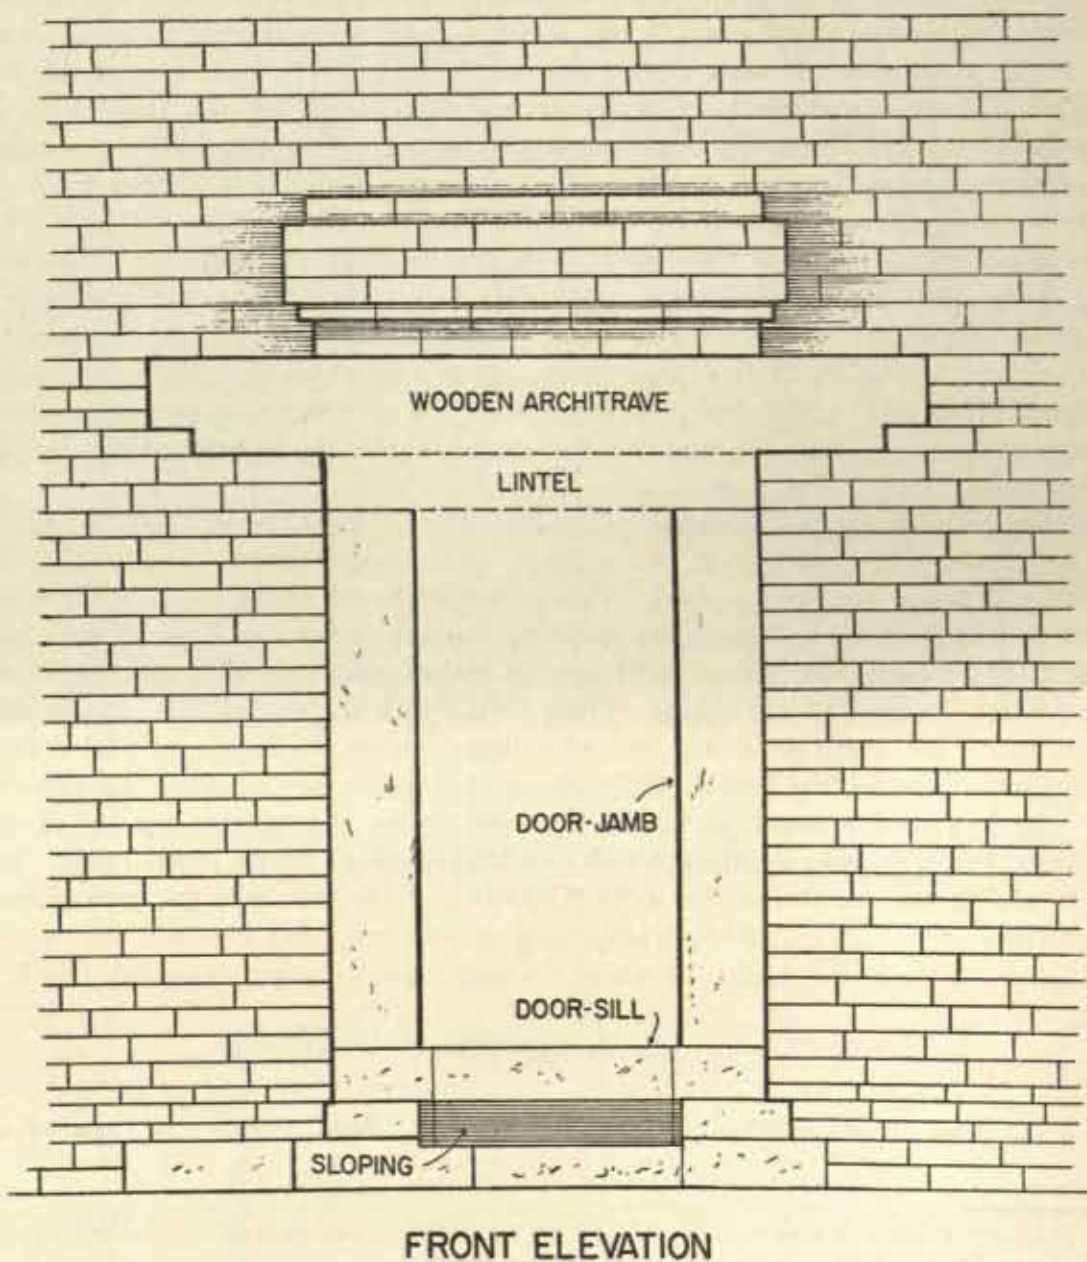 WOODEN ARCHITRAVE
LINTEL
DOOR-JAMB
DOOR-SILL
SLOPING
FRONT ELEVATION